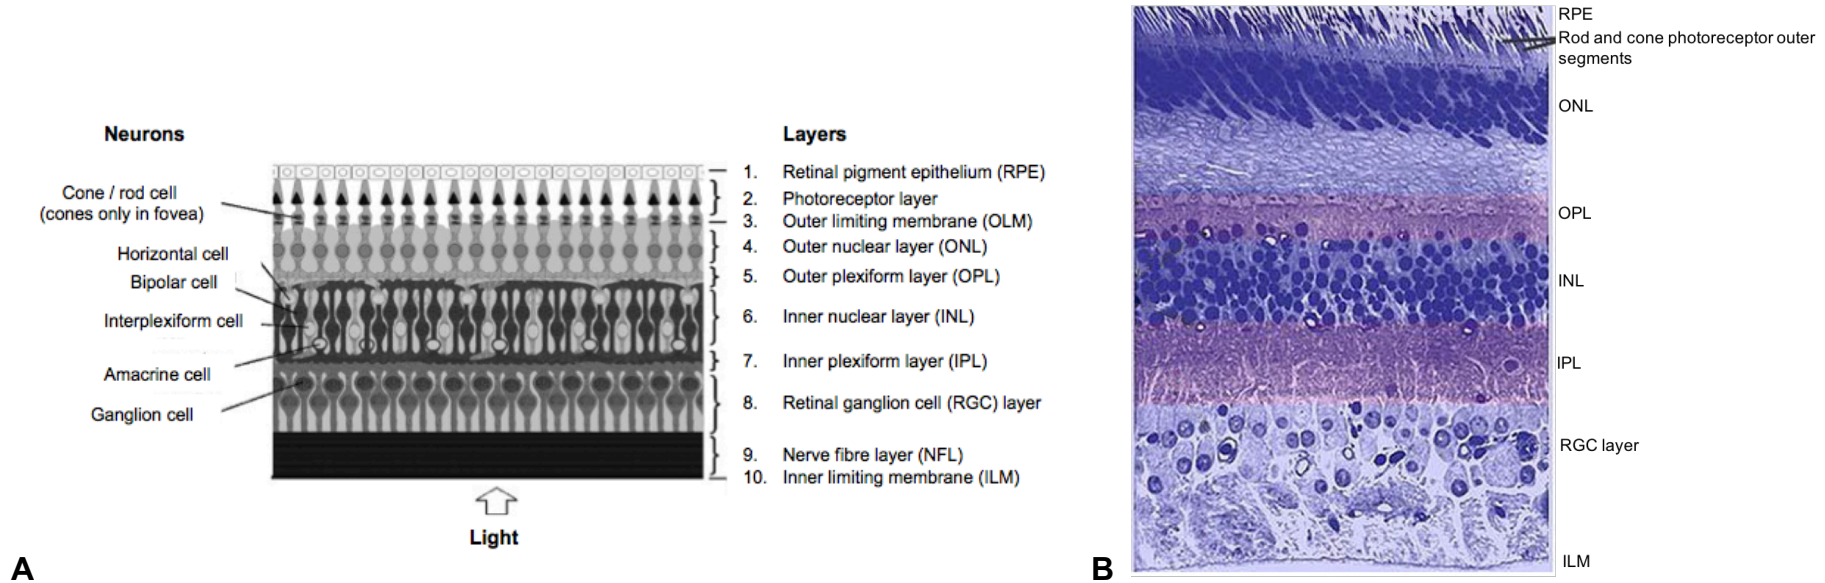 Neurons
Cone / rod cell
(cones only in fovea)
Horizontal cell
Bipolar cell
Interplexiform cell
Amacrine cell
Ganglion cell
Layers
1. Retinal pigment epithelium (RPE)
2. Photoreceptor layer
3. Outer limiting membrane (OLM)
4. Outer nuclear layer (ONL)
5. Outer plexiform layer (OPL)
6. Inner nuclear layer (INL)
7. Inner plexiform layer (IPL)
8. Retinal ganglion cell (RGC) layer
9. Nerve fibre layer (NFL)
10. Inner limiting membrane (ILM)
Light
A
RPE
Rod and cone photoreceptor outer
segments
ONL
OPL
INL
IPL
RGC layer
ILM
B